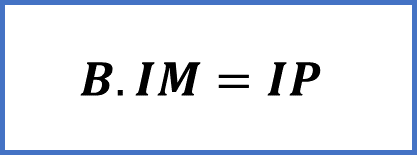 B. IM = IP